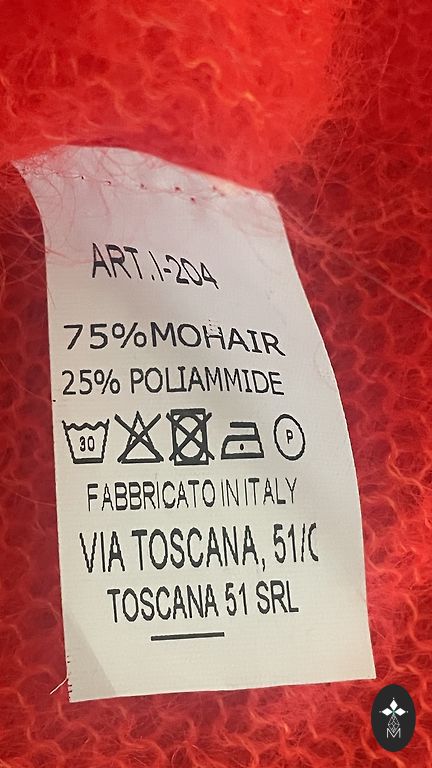 ART.I-204
75%MOHAIR
25% POLIAMMIDE
30 P
FABBRICATO IN ITALY
VIA TOSCANA, 51/C
TOSCANA 51 SRL
M